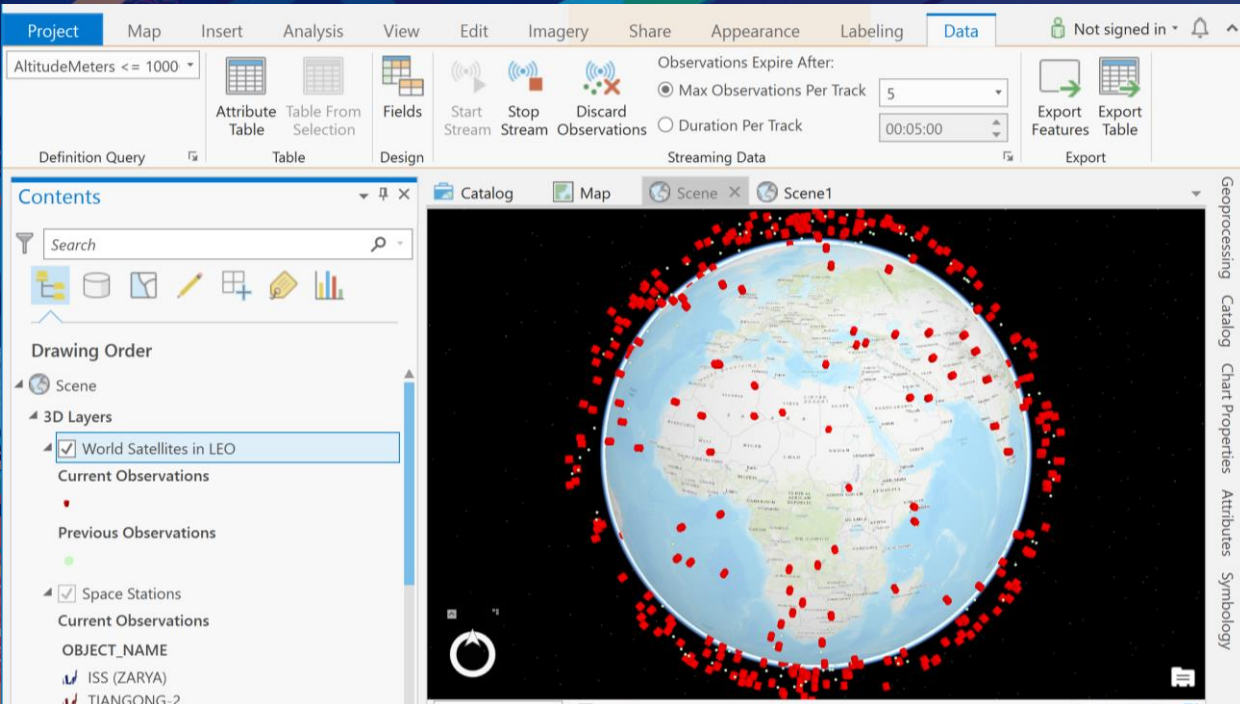 Project Map Insert Analysis View Edit Imagery Share Appearance Labeling Data Not signed in
AltitudeMeters <= 1000
Attribute Table
Table From Selection
Fields
Start Stream
Stop Stream
Discard Observations
Observations Expire After:
Max Observations Per Track 5
Duration Per Track 00:05:00
Export Features
Export Table
Definition Query Table Design Streaming Data Export
Contents
Search
Drawing Order
Scene
3D Layers
World Satellites in LEO
Current Observations
Previous Observations
Space Stations
Current Observations
OBJECT_NAME
ISS (ZARYA)
TIANGONG-2
Catalog Map Scene Scene1
Geoprocessing
Catalog
Chart Properties
Attributes
Symbology